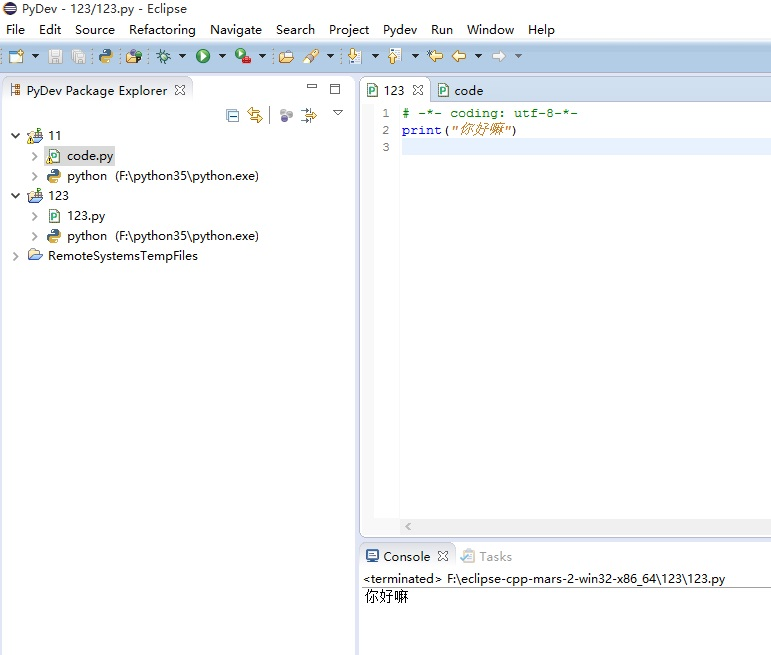 PyDev - 123/123.py - Eclipse
File Edit Source Refactoring Navigate Search Project Pydev Run Window Help
PyDev Package Explorer
11
code.py
python (F:\python35\python.exe)
123
123.py
python (F:\python35\python.exe)
RemoteSystemsTempFiles
123 code
1 # -*- coding: utf-8-*-
2 print("你好嘛")
3
Console Tasks
<terminated> F:\eclipse-cpp-mars-2-win32-x86_64\123\123.py
你好嘛